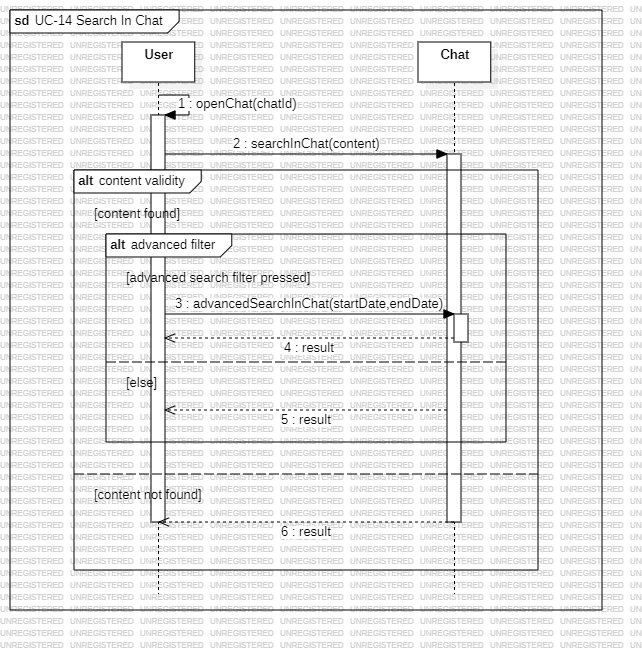 sd UC-14 Search In Chat
User
Chat
1 : openChat(chatId)
2 : searchInChat(content)
alt content validity
[content found]
alt advanced filter
[advanced search filter pressed]
3 : advancedSearchInChat(startDate,endDate)
4 : result
[else]
5 : result
[content not found]
6 : result
UNREGISTERED